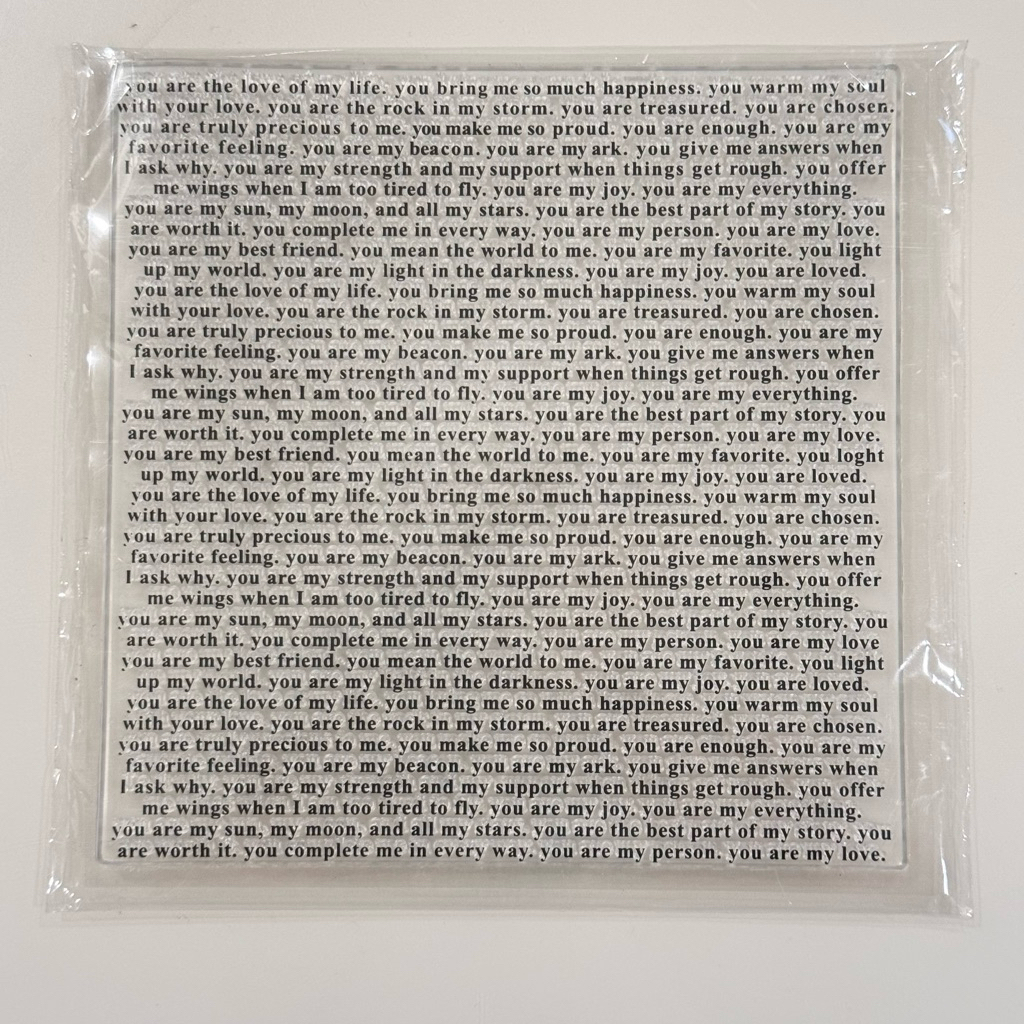 you are the love of my life. you bring me so much happiness. you warm my soul
with your love. you are the rock in my storm. you are treasured. you are chosen.
you are truly precious to me. you make me so proud. you are enough. you are my
favorite feeling. you are my beacon. you are my ark. you give me answers when
I ask why. you are my strength and my support when things get rough. you offer
me wings when I am too tired to fly. you are my joy. you are my everything.
you are my sun, my moon, and all my stars. you are the best part of my story. you
are worth it. you complete me in every way. you are my person. you are my love.
you are my best friend. you mean the world to me. you are my favorite. you light
up my world. you are my light in the darkness. you are my joy. you are loved.
you are the love of my life. you bring me so much happiness. you warm my soul
with your love. you are the rock in my storm. you are treasured. you are chosen.
you are truly precious to me. you make me so proud. you are enough. you are my
favorite feeling. you are my beacon. you are my ark. you give me answers when
I ask why. you are my strength and my support when things get rough. you offer
me wings when I am too tired to fly. you are my joy. you are my everything.
you are my sun, my moon, and all my stars. you are the best part of my story. you
are worth it. you complete me in every way. you are my person. you are my love.
you are my best friend. you mean the world to me. you are my favorite. you loght
up my world. you are my light in the darkness. you are my joy. you are loved.
you are the love of my life. you bring me so much happiness. you warm my soul
with your love. you are the rock in my storm. you are treasured. you are chosen.
you are truly precious to me. you make me so proud. you are enough. you are my
favorite feeling. you are my beacon. you are my ark. you give me answers when
I ask why. you are my strength and my support when things get rough. you offer
me wings when I am too tired to fly. you are my joy. you are my everything.
you are my sun, my moon, and all my stars. you are the best part of my story. you
are worth it. you complete me in every way. you are my person. you are my love
you are my best friend. you mean the world to me. you are my favorite. you light
up my world. you are my light in the darkness. you are my joy. you are loved.
you are the love of my life. you bring me so much happiness. you warm my soul
with your love. you are the rock in my storm. you are treasured. you are chosen.
you are truly precious to me. you make me so proud. you are enough. you are my
favorite feeling. you are my beacon. you are my ark. you give me answers when
I ask why. you are my strength and my support when things get rough. you offer
me wings when I am too tired to fly. you are my joy. you are my everything.
you are my sun, my moon, and all my stars. you are the best part of my story. you
are worth it. you complete me in every way. you are my person. you are my love.